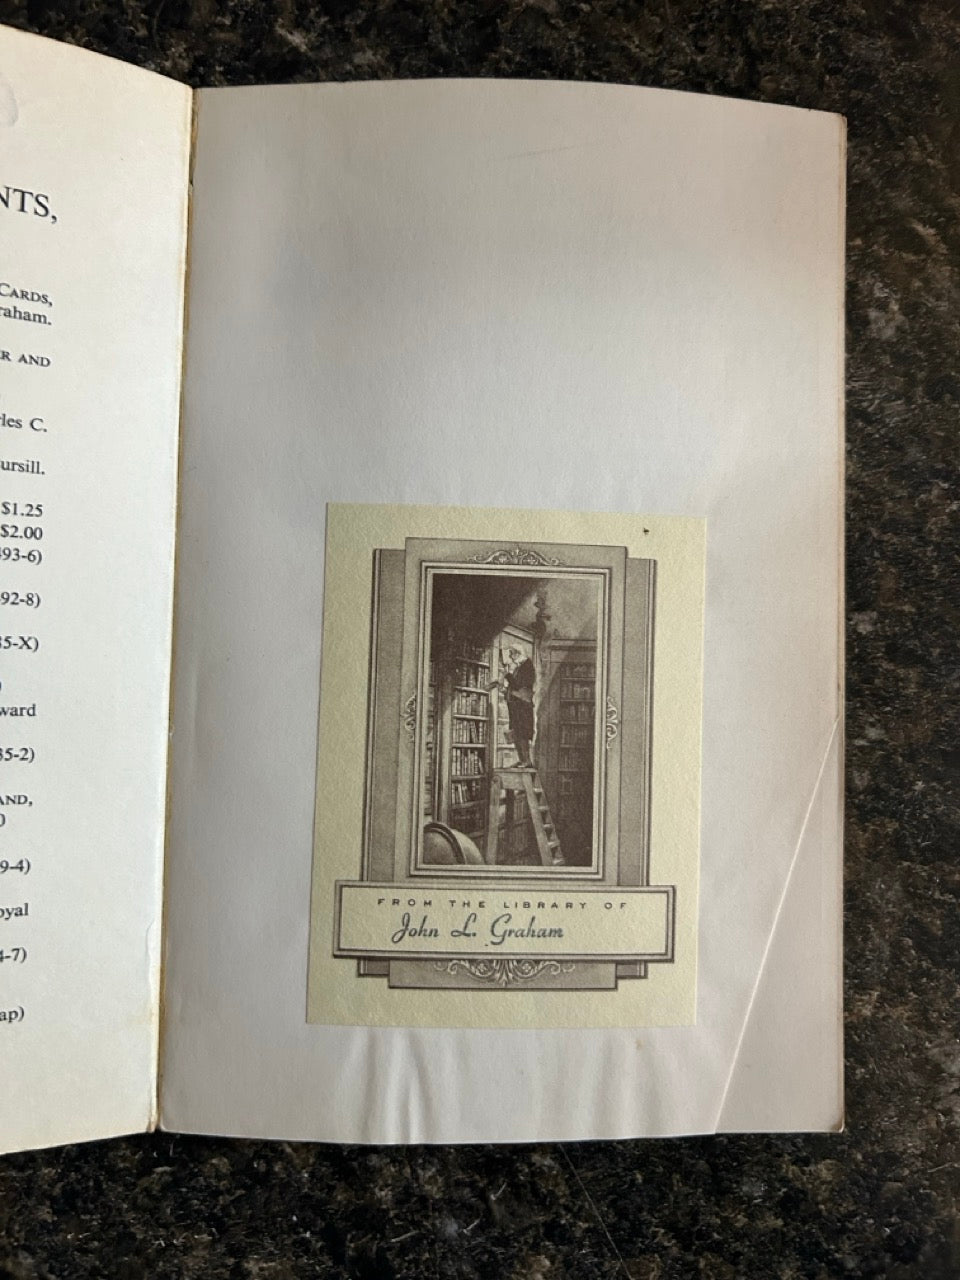 NTS,
CARDS,
raham.
R AND
les C.
ursill.
$1.25
$2.00
93-6)
92-8)
35-X)
)
ward
35-2)
AND,
9-4)
oyal
4-7)
ap)
FROM THE LIBRARY OF
John L. Graham